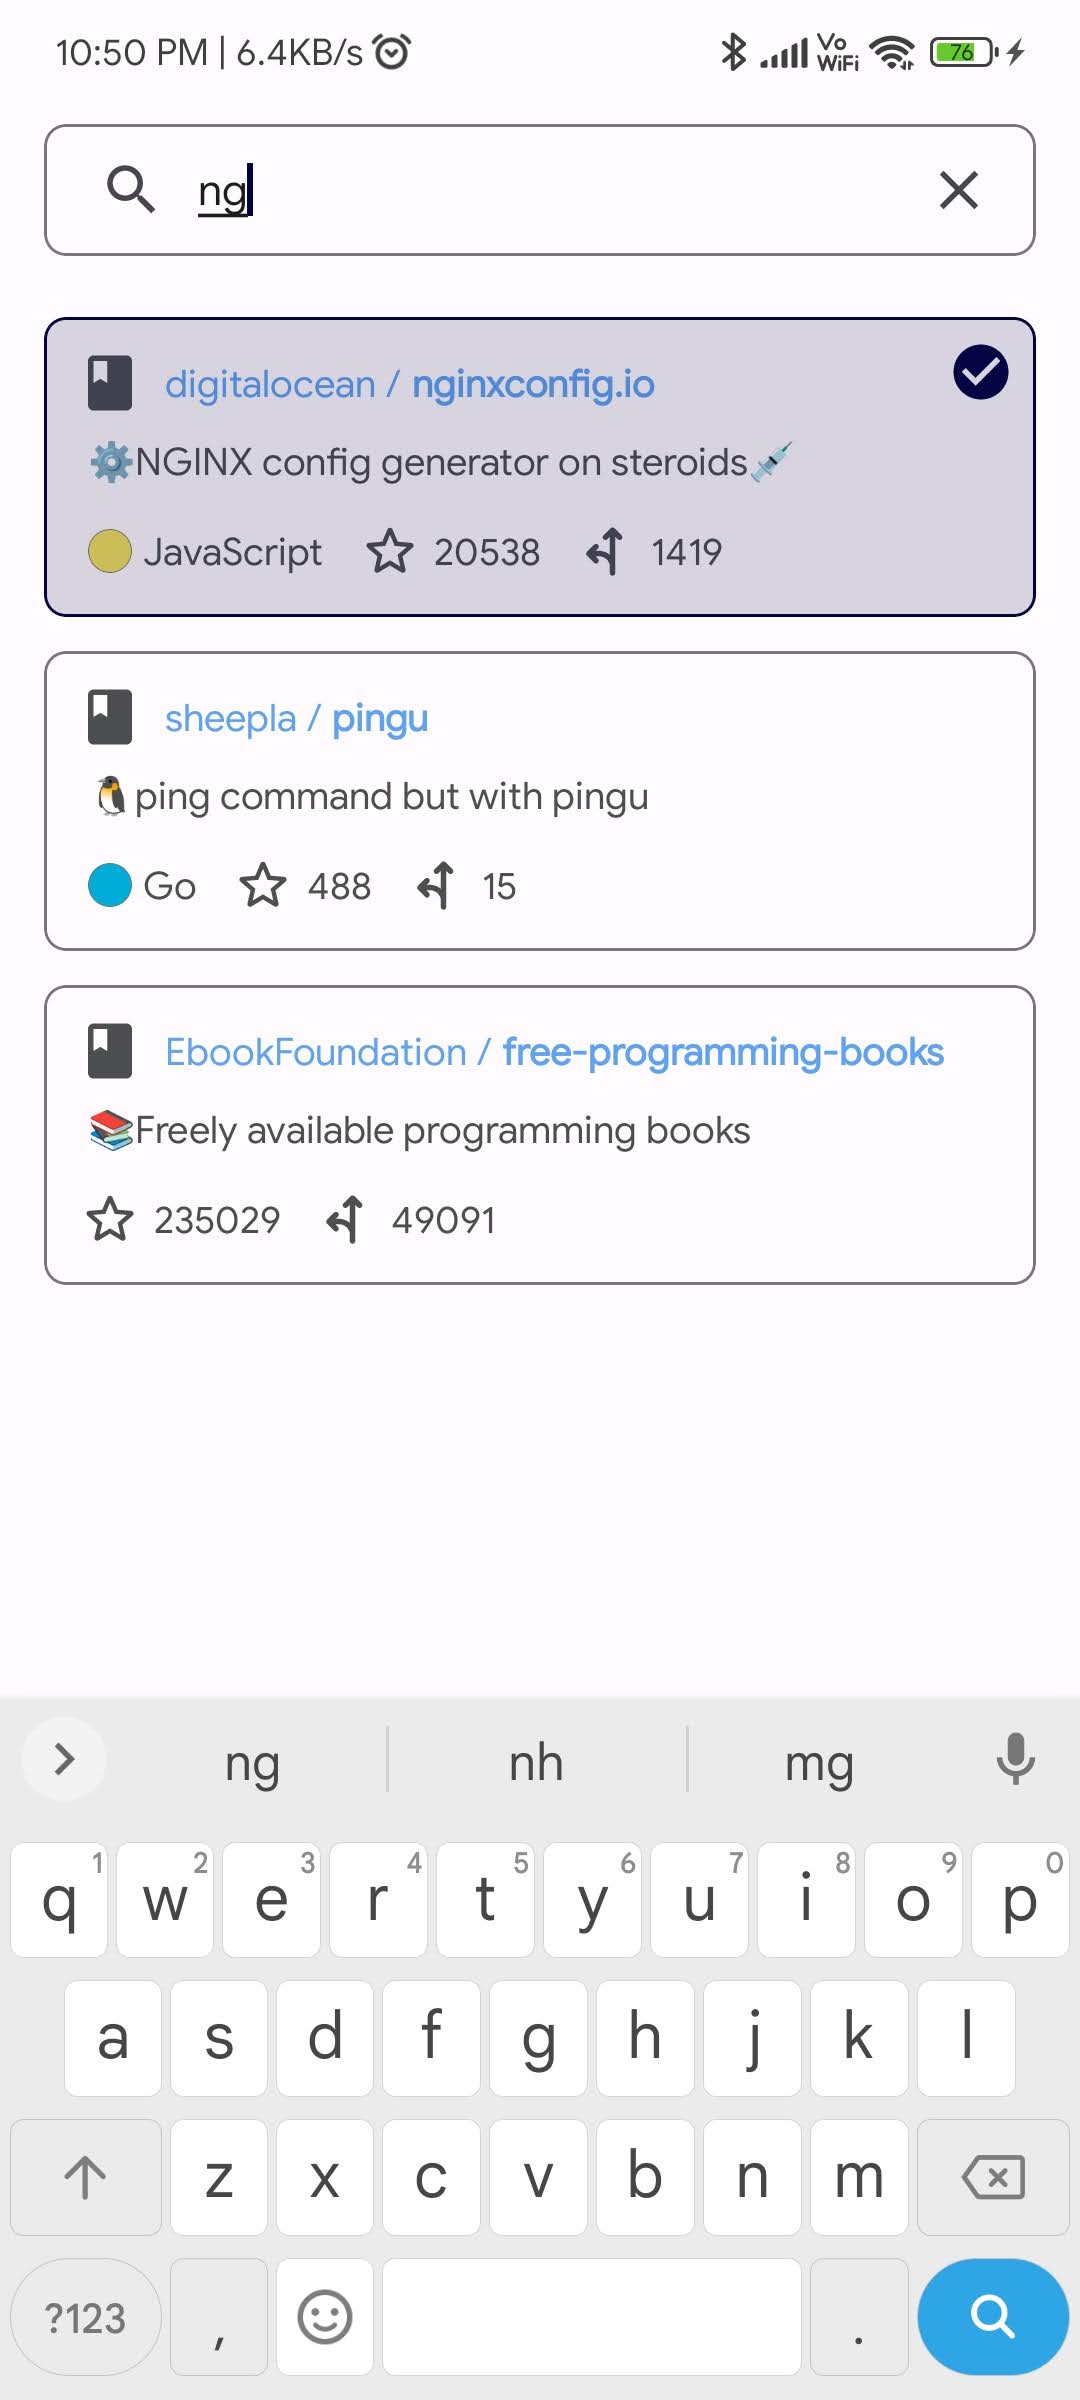 10:50 PM | 6.4KB/s Vo WiFi 76
ng
digitalocean / nginxconfig.io
⚙️NGINX config generator on steroids💉
JavaScript 20538 1419
sheepla / pingu
🐧ping command but with pingu
Go 488 15
EbookFoundation / free-programming-books
📚Freely available programming books
235029 49091
ng nh mg
1 2 3 4 5 6 7 8 9 0
q w e r t y u i o p
a s d f g h j k l
z x c v b n m
?123 , .